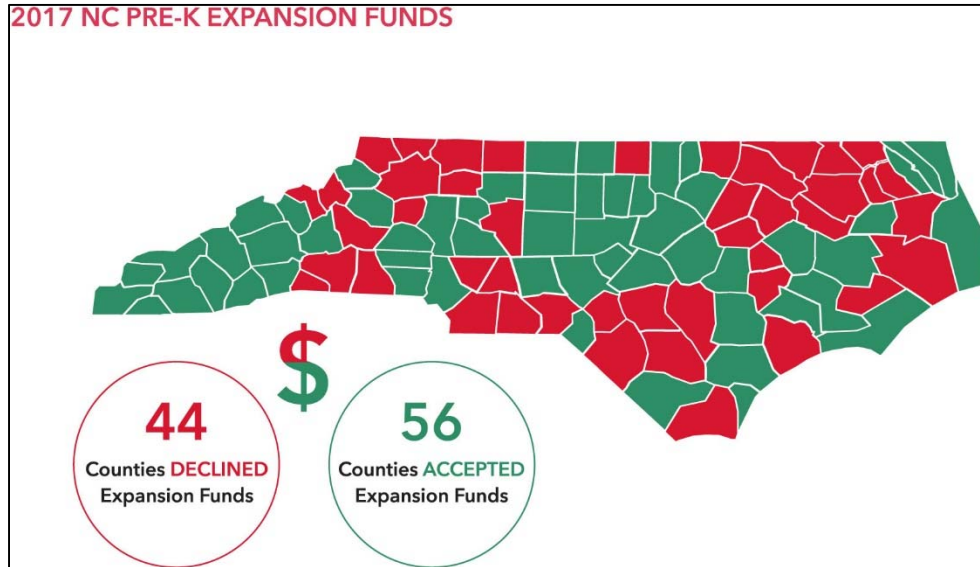 2017 NC PRE-K EXPANSION FUNDS
$
44
Counties DECLINED
Expansion Funds
56
Counties ACCEPTED
Expansion Funds